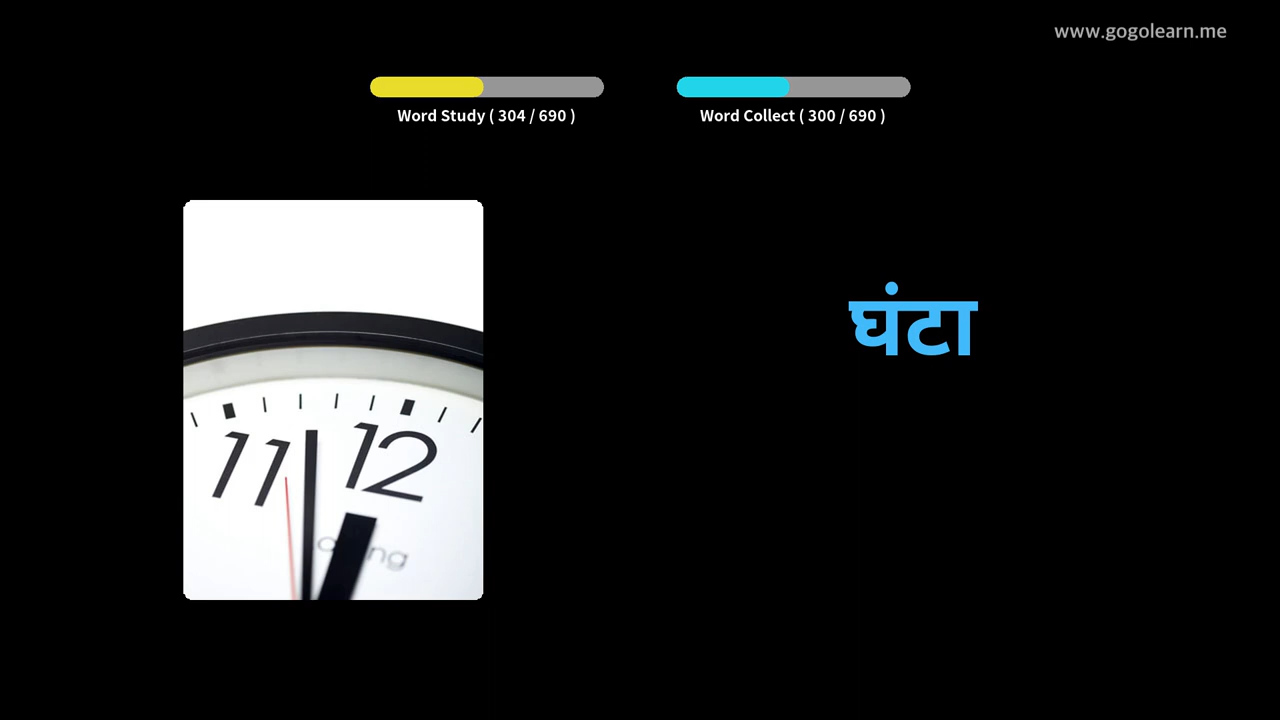 www.gogolearn.me
Word Study ( 304 / 690 )
Word Collect ( 300 / 690 )
घंटा
11 12